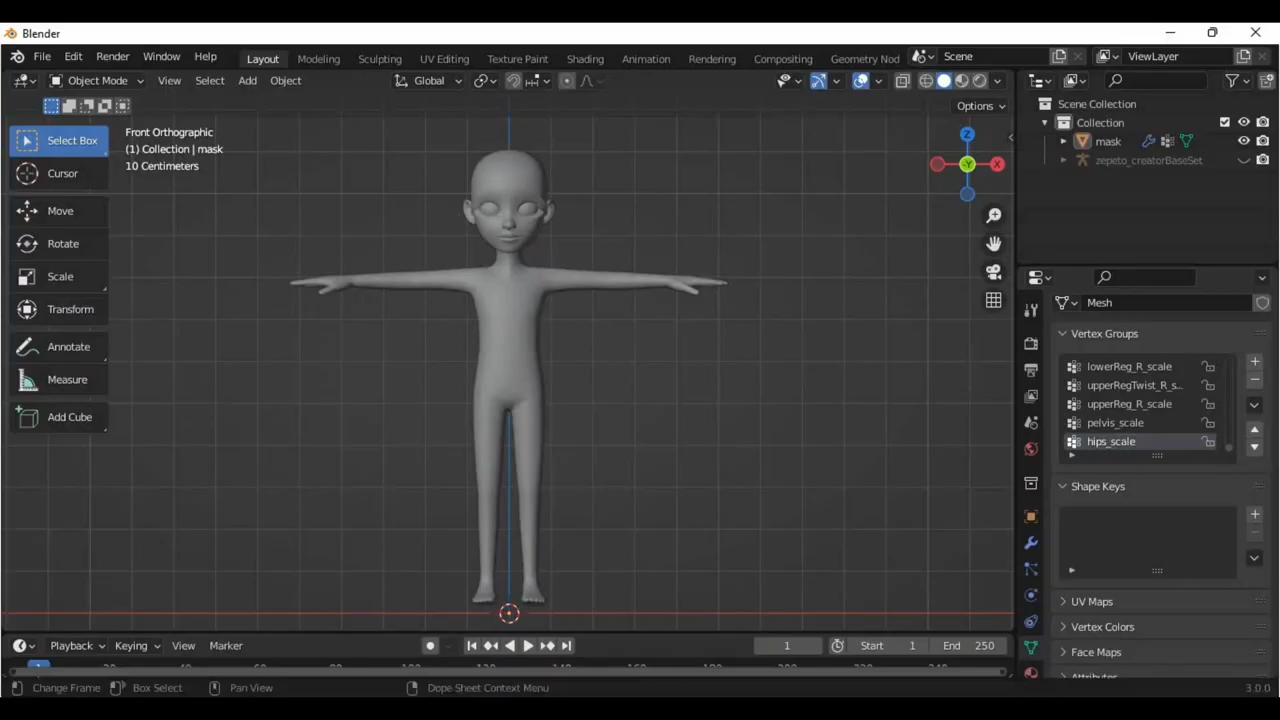 Blender
File Edit Render Window Help Layout Modeling Sculpting UV Editing Texture Paint Shading Animation Rendering Compositing Geometry Nod Scene ViewLayer
Object Mode View Select Add Object Global
Options
Select Box
Cursor
Move
Rotate
Scale
Transform
Annotate
Measure
Add Cube
Front Orthographic
(1) Collection | mask
10 Centimeters
Z
-Y
X
Scene Collection
Collection
mask
zepeto_creatorBaseSet
Mesh
Vertex Groups
lowerReg_R_scale
upperRegTwist_R_s...
upperReg_R_scale
pelvis_scale
hips_scale
Shape Keys
UV Maps
Vertex Colors
Face Maps
Playback Keying View Marker 1 Start 1 End 250
1
Change Frame Box Select Pan View Dope Sheet Context Menu 3.0.0